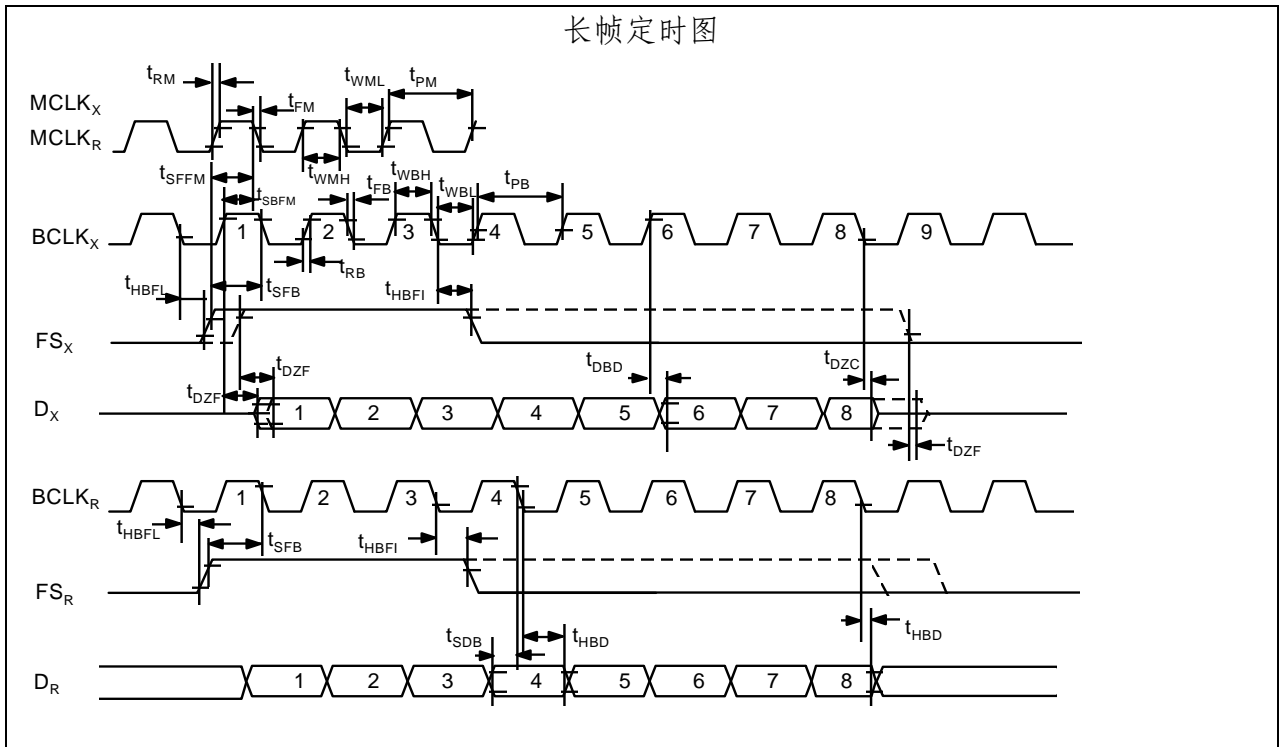 长帧定时图
tRM
tWML
tPM
MCLKX
tFM
MCLKR
tSFFM
tWMH
tWBH
tSBFM
tFB
tWBL
tPB
BCLKX
1 2 3 4 5 6 7 8 9
tHBFL
tSFB
tRB
tHBFI
FSX
tDZF
tDBD
tDZC
tDZF
DX
1 2 3 4 5 6 7 8
tDZF
BCLKR
1 2 3 4 5 6 7 8
tHBFL
tSFB
tHBFI
FSR
tSDB
tHBD
tHBD
DR
1 2 3 4 5 6 7 8